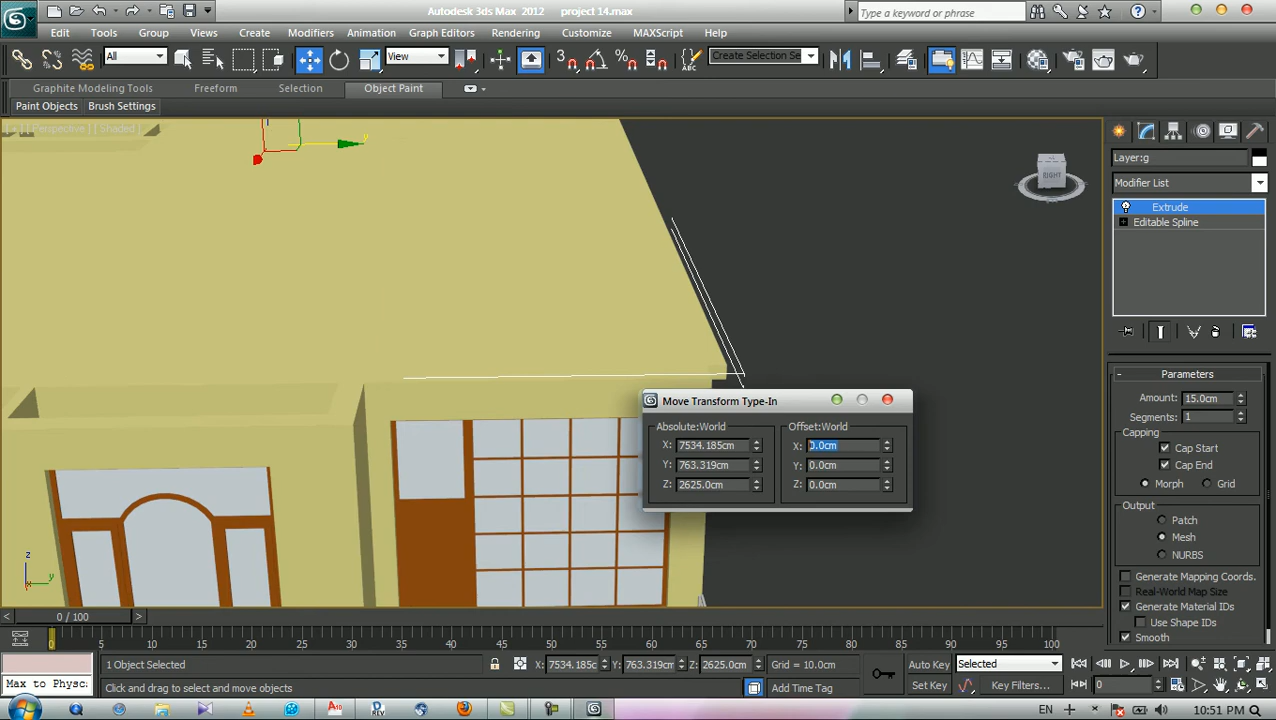 Autodesk 3ds Max 2012 project 14.max
Type a keyword or phrase
Edit Tools Group Views Create Modifiers Animation Graph Editors Rendering Customize MAXScript Help
All View Create Selection Se
Graphite Modeling Tools Freeform Selection Object Paint
Paint Objects Brush Settings
[ + ] [ Perspective ] [ Shaded ]
y
RIGHT
Layer:g
Modifier List
Extrude
Editable Spline
Move Transform Type-In
Absolute:World Offset:World
X: 7534.185cm X: 0.0cm
Y: 763.319cm Y: 0.0cm
Z: 2625.0cm Z: 0.0cm
Parameters
Amount: 15.0cm
Segments: 1
Capping
Cap Start
Cap End
Morph Grid
Output
Patch
Mesh
NURBS
Generate Mapping Coords.
Real-World Map Size
Generate Material IDs
Use Shape IDs
Smooth
z
y
0 / 100
0 5 10 15 20 25 30 35 40 45 50 55 60 65 70 75 80 85 90 95 100
1 Object Selected X: 7534.185c Y: 763.319cm Z: 2625.0cm Grid = 10.0cm Auto Key Selected
Max to Physc: Click and drag to select and move objects Add Time Tag Set Key Key Filters... 0
EN 10:51 PM